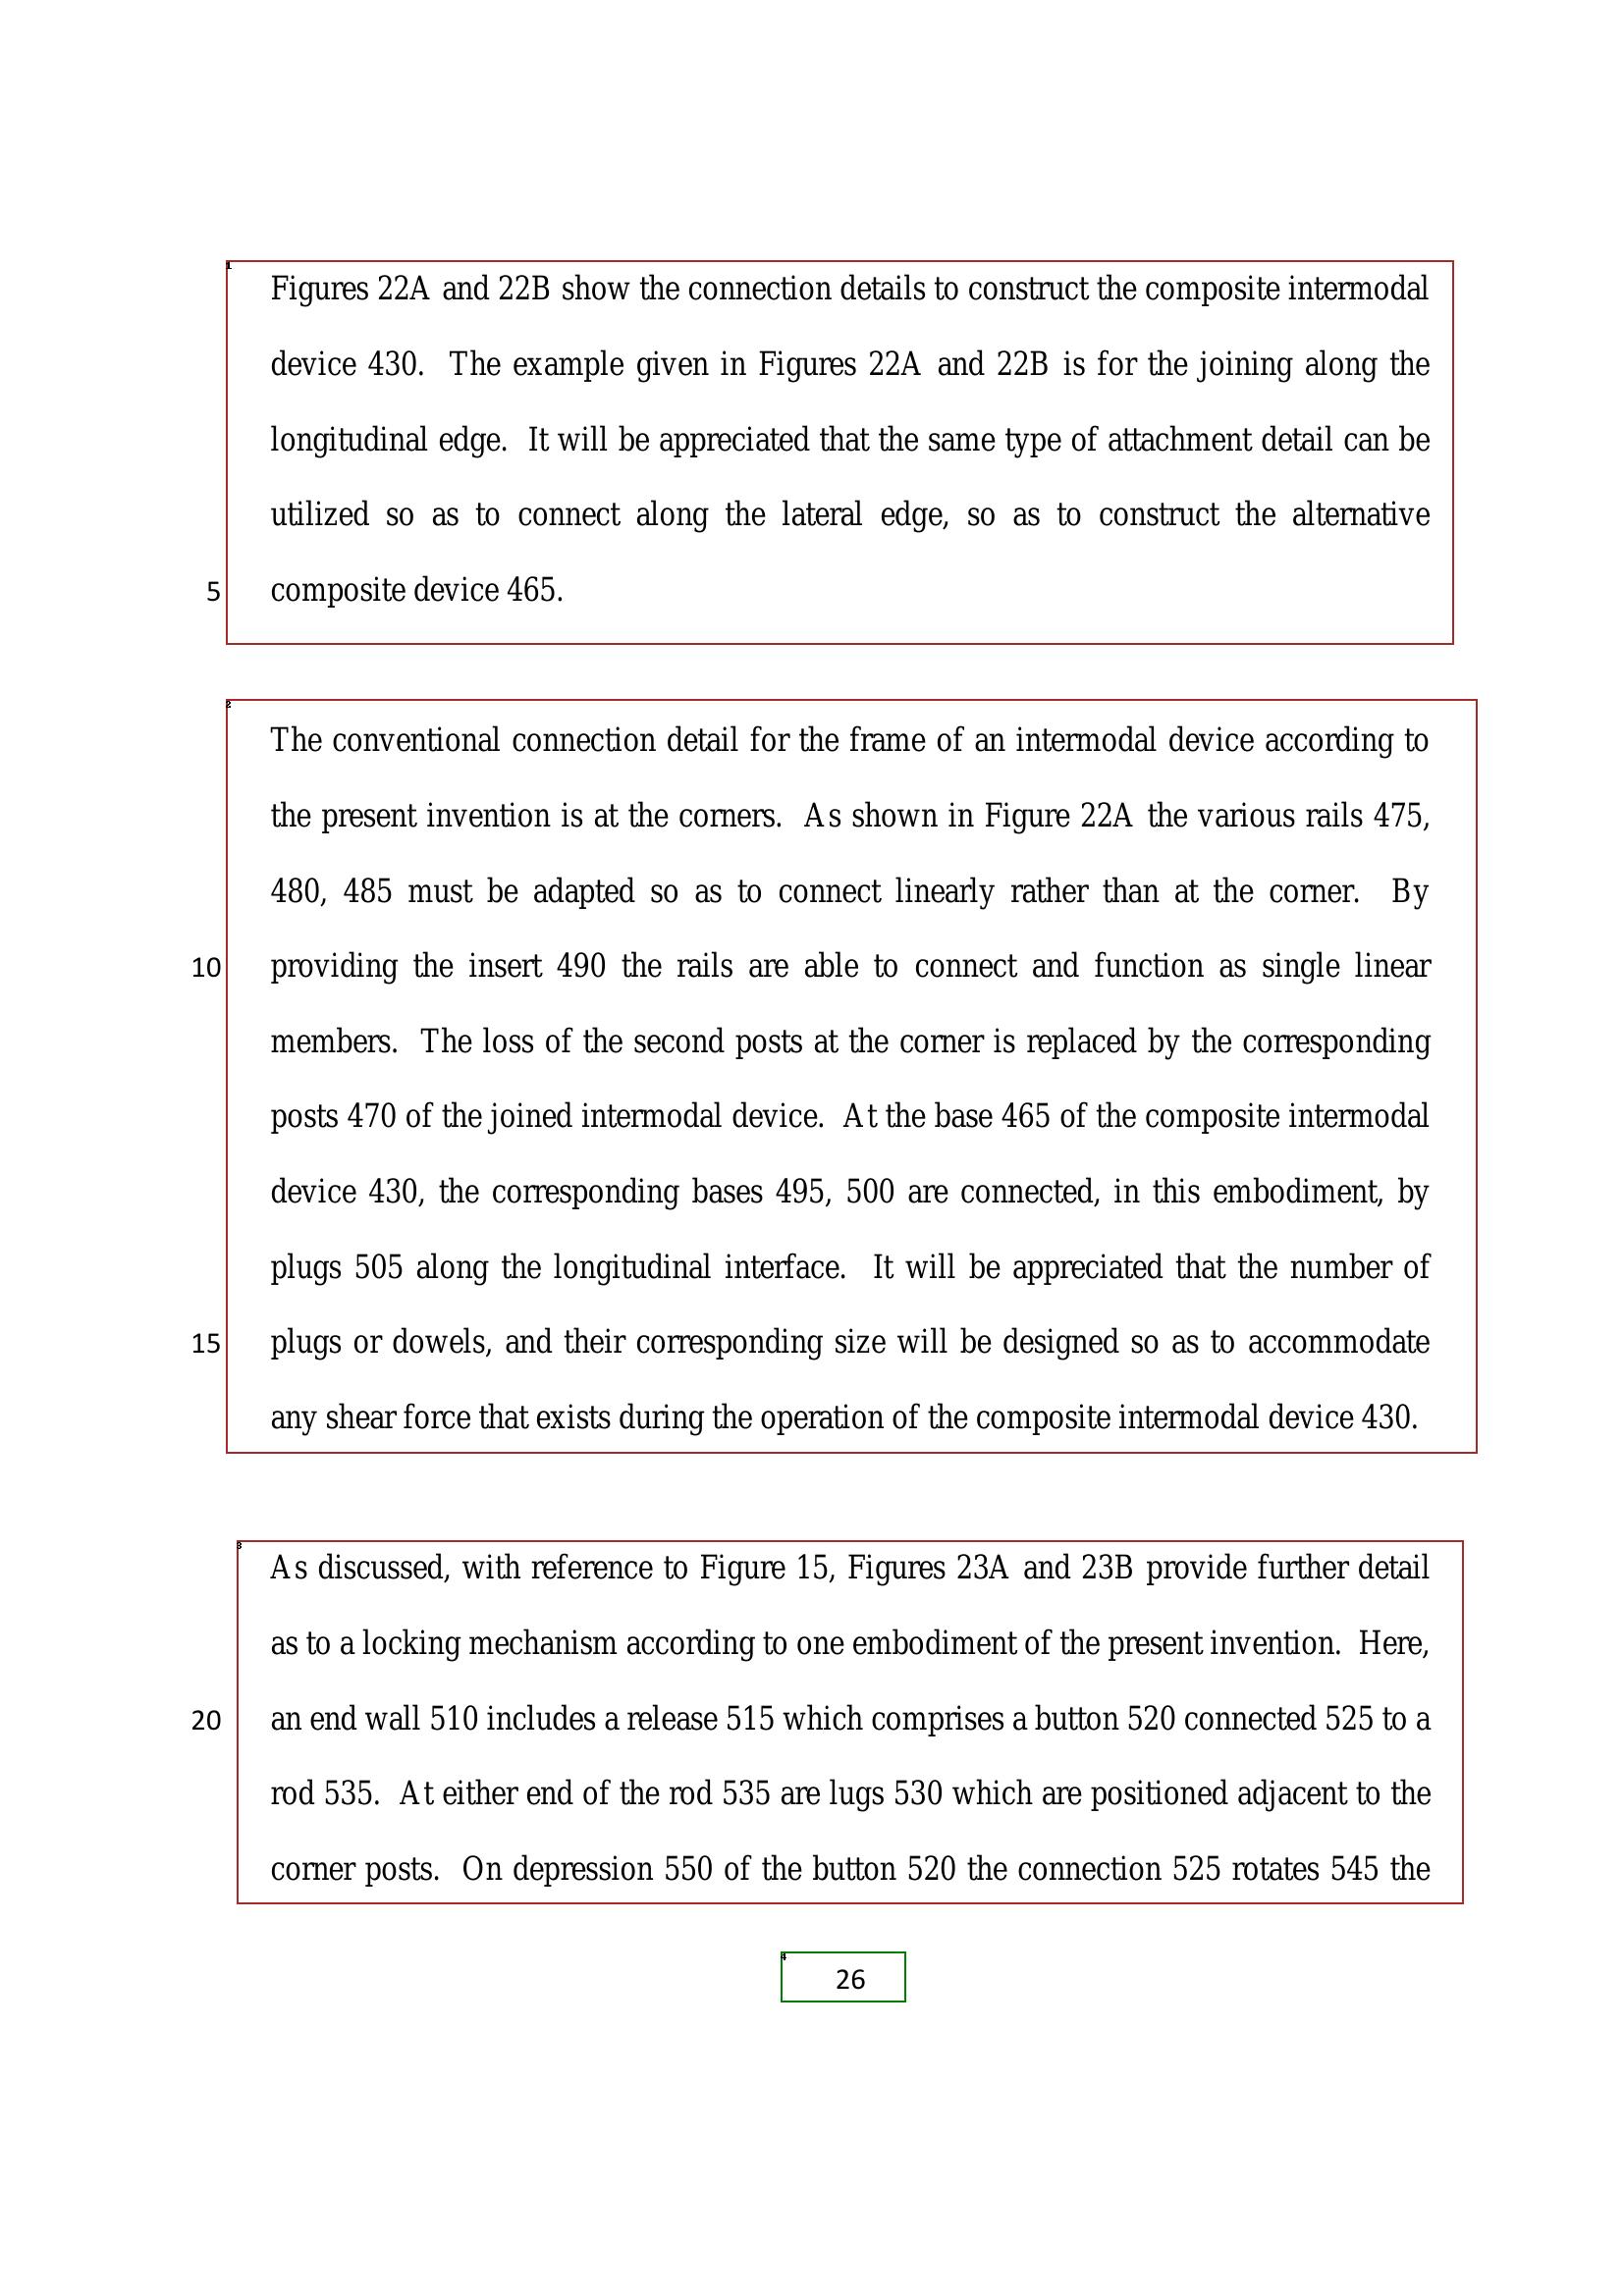 1
Figures 22A and 22B show the connection details to construct the composite intermodal
device 430. The example given in Figures 22A and 22B is for the joining along the
longitudinal edge. It will be appreciated that the same type of attachment detail can be
utilized so as to connect along the lateral edge, so as to construct the alternative
5 composite device 465.
2
The conventional connection detail for the frame of an intermodal device according to
the present invention is at the corners. As shown in Figure 22A the various rails 475,
480, 485 must be adapted so as to connect linearly rather than at the corner. By
10 providing the insert 490 the rails are able to connect and function as single linear
members. The loss of the second posts at the corner is replaced by the corresponding
posts 470 of the joined intermodal device. At the base 465 of the composite intermodal
device 430, the corresponding bases 495, 500 are connected, in this embodiment, by
plugs 505 along the longitudinal interface. It will be appreciated that the number of
15 plugs or dowels, and their corresponding size will be designed so as to accommodate
any shear force that exists during the operation of the composite intermodal device 430.
3
As discussed, with reference to Figure 15, Figures 23A and 23B provide further detail
as to a locking mechanism according to one embodiment of the present invention. Here,
20 an end wall 510 includes a release 515 which comprises a button 520 connected 525 to a
rod 535. At either end of the rod 535 are lugs 530 which are positioned adjacent to the
corner posts. On depression 550 of the button 520 the connection 525 rotates 545 the
4
26